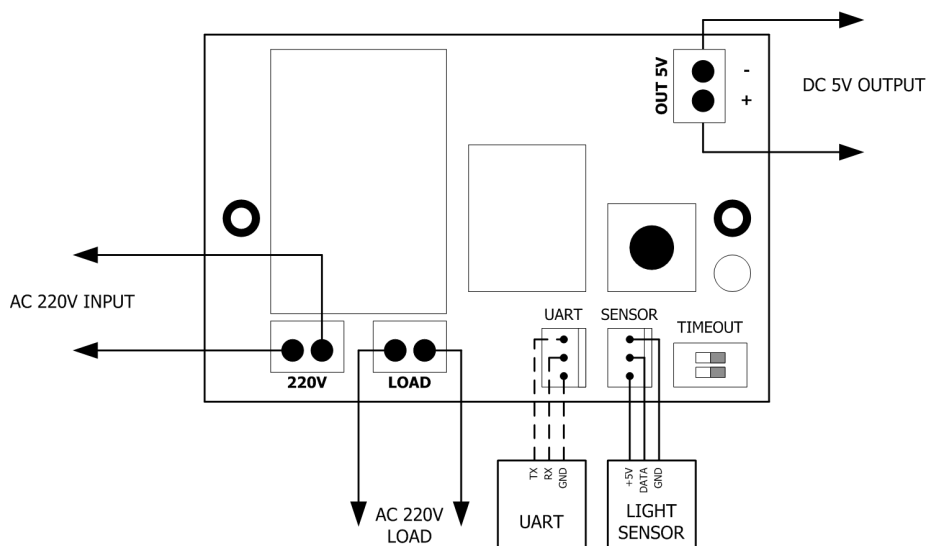 OUT 5V
-
+
DC 5V OUTPUT
AC 220V INPUT
UART
SENSOR
TIMEOUT
220V
LOAD
TX
RX
GND
+5V
DATA
GND
AC 220V
LOAD
UART
LIGHT
SENSOR